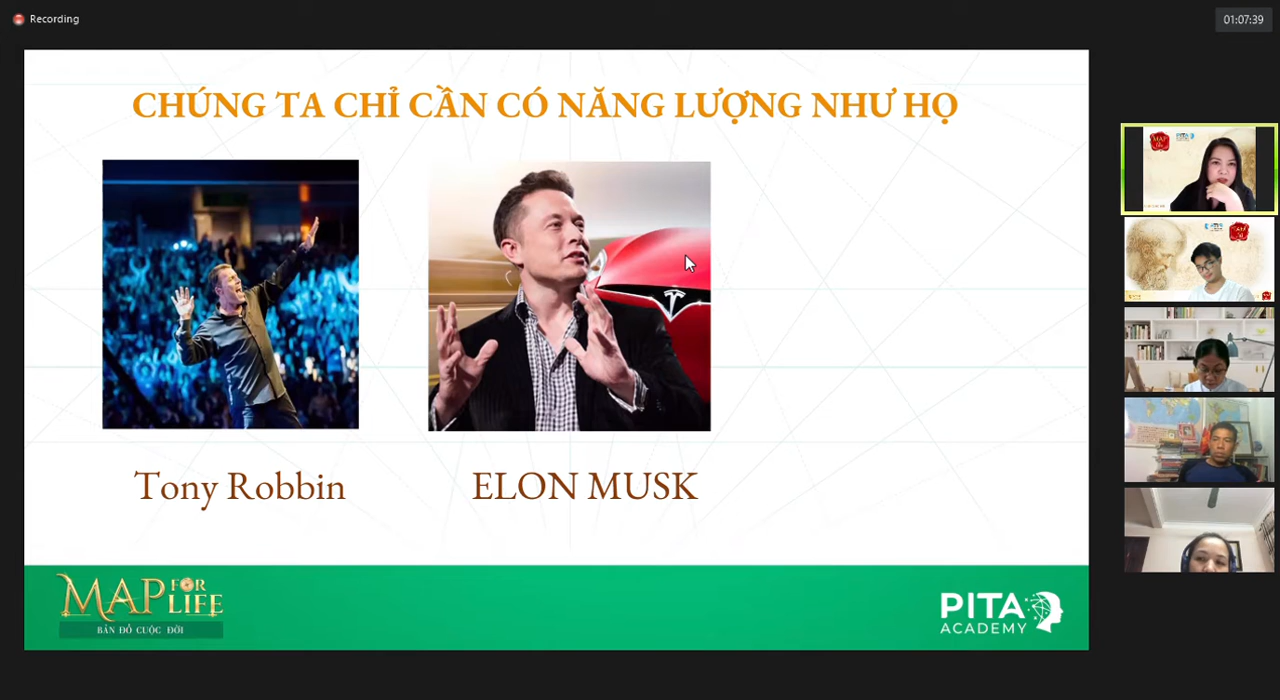 Recording
01:07:39
CHÚNG TA CHỈ CẦN CÓ NĂNG LƯỢNG NHƯ HỌ
Tony Robbin
ELON MUSK
MAP FOR LIFE
BẢN ĐỒ CUỘC ĐỜI
PITA
ACADEMY